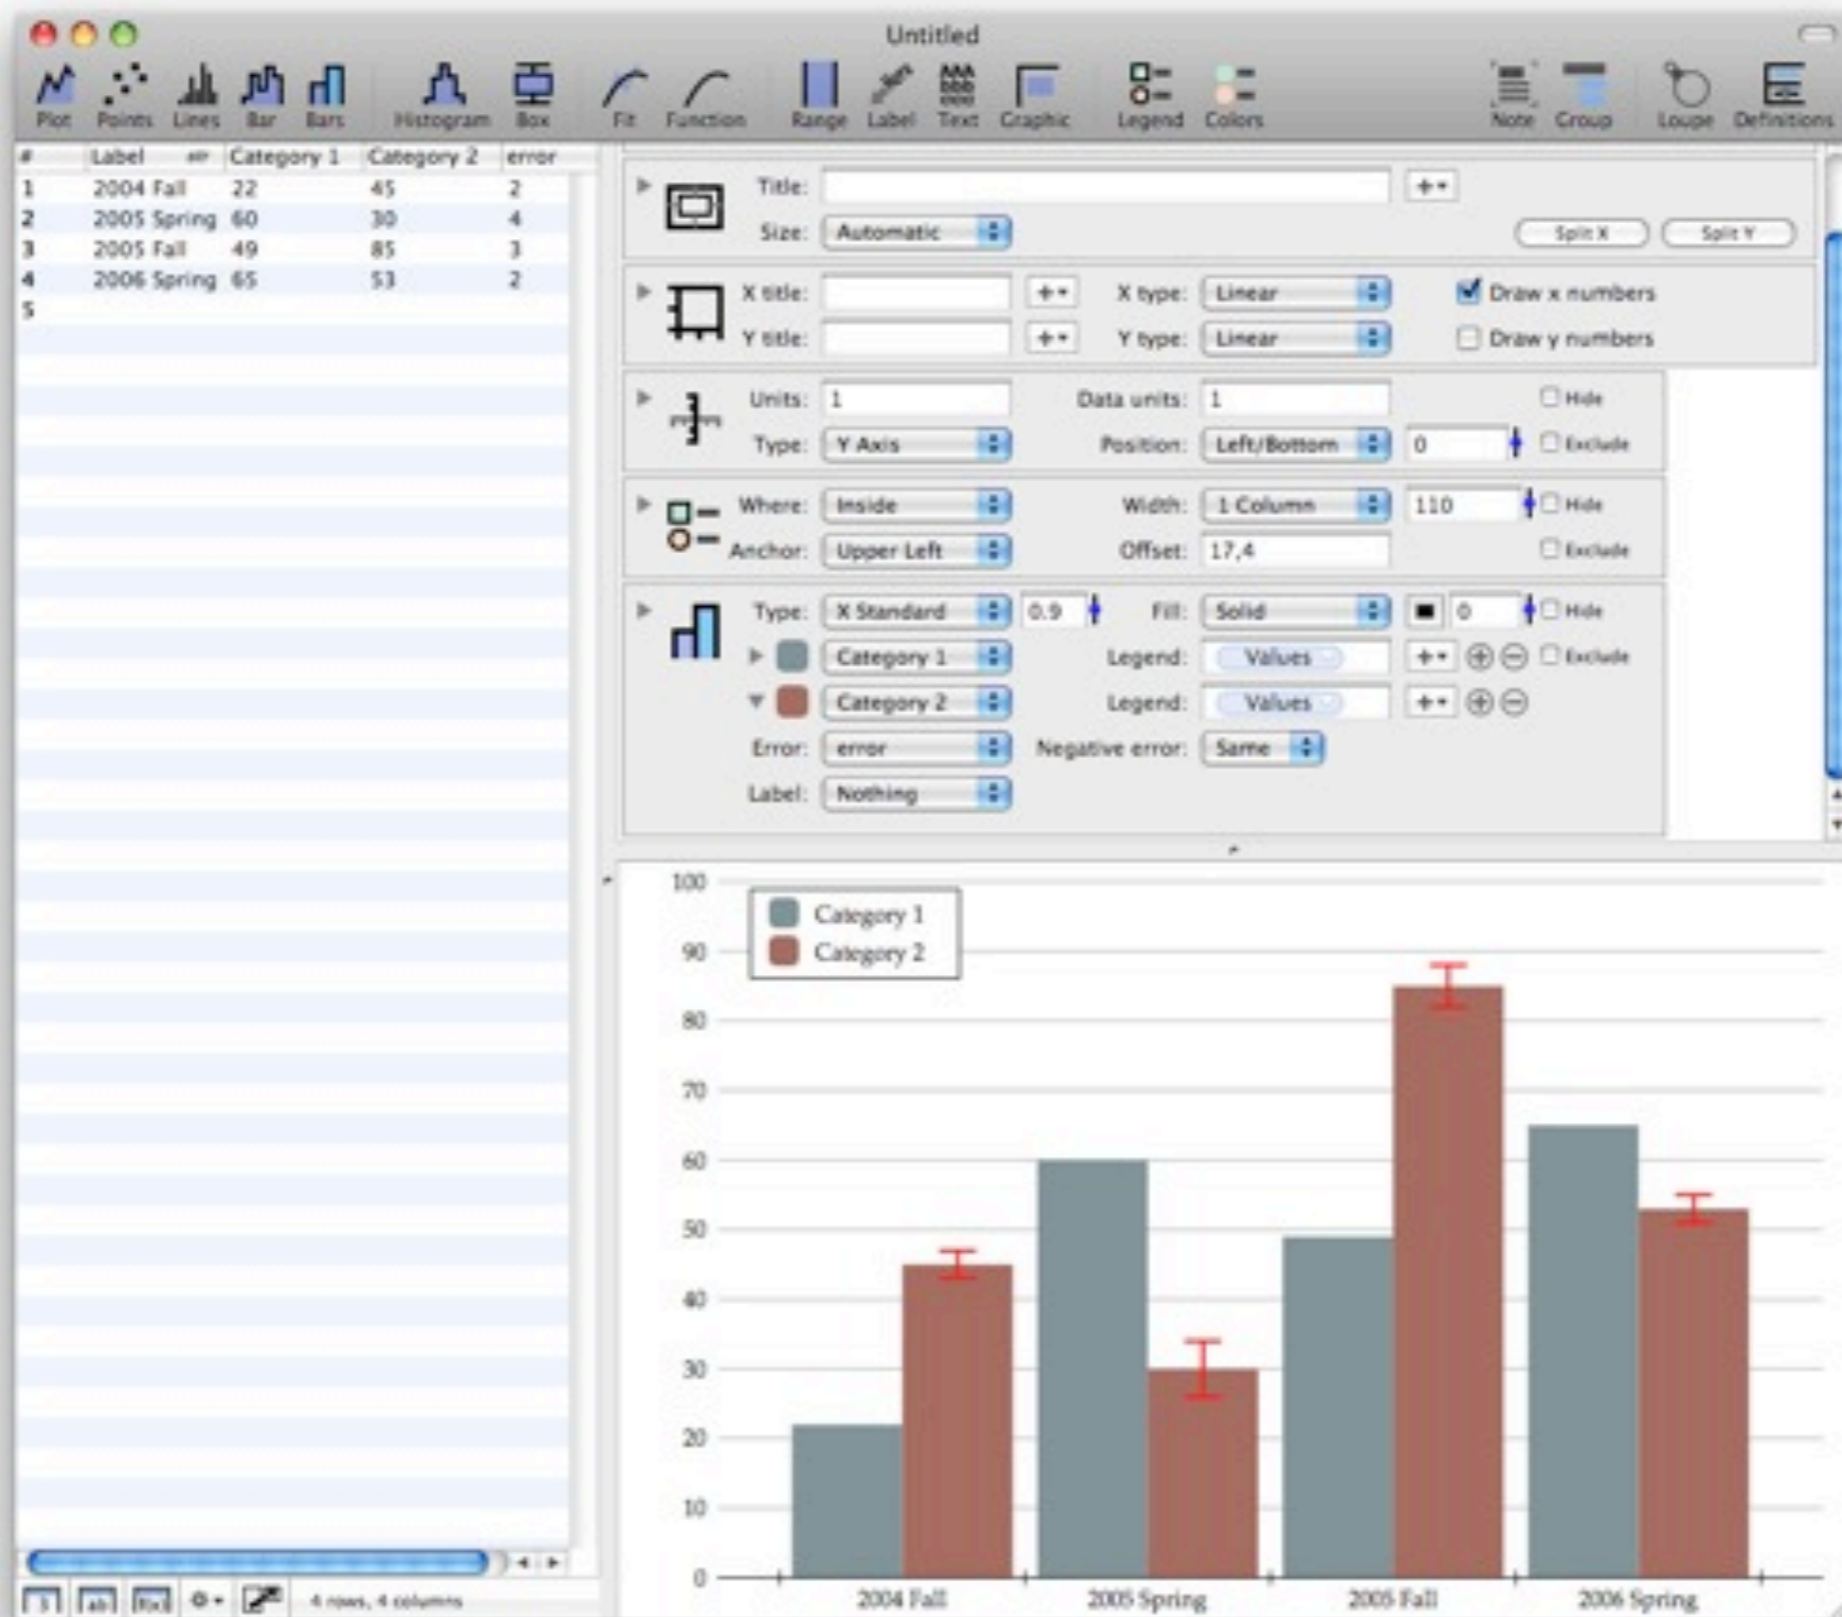 Untitled
Plot Points Lines Bar Bars Histogram Box Fit Function Range Label Text Graphic Legend Colors Note Group Loupe Definitions
# Label Category 1 Category 2 error
1 2004 Fall 22 45 2
2 2005 Spring 60 30 4
3 2005 Fall 49 85 3
4 2006 Spring 65 53 2
5
4 rows, 4 columns
Title:
Size: Automatic Split X Split Y
X title: X type: Linear Draw x numbers
Y title: Y type: Linear Draw y numbers
Units: 1 Data units: 1 Hide
Type: Y Axis Position: Left/Bottom 0 Exclude
Where: Inside Width: 1 Column 110 Hide
Anchor: Upper Left Offset: 17,4 Exclude
Type: X Standard 0.9 Fill: Solid 0 Hide
Category 1 Legend: Values Exclude
Category 2 Legend: Values
Error: error Negative error: Same
Label: Nothing
100
Category 1
Category 2
90
80
70
60
50
40
30
20
10
0
2004 Fall 2005 Spring 2005 Fall 2006 Spring